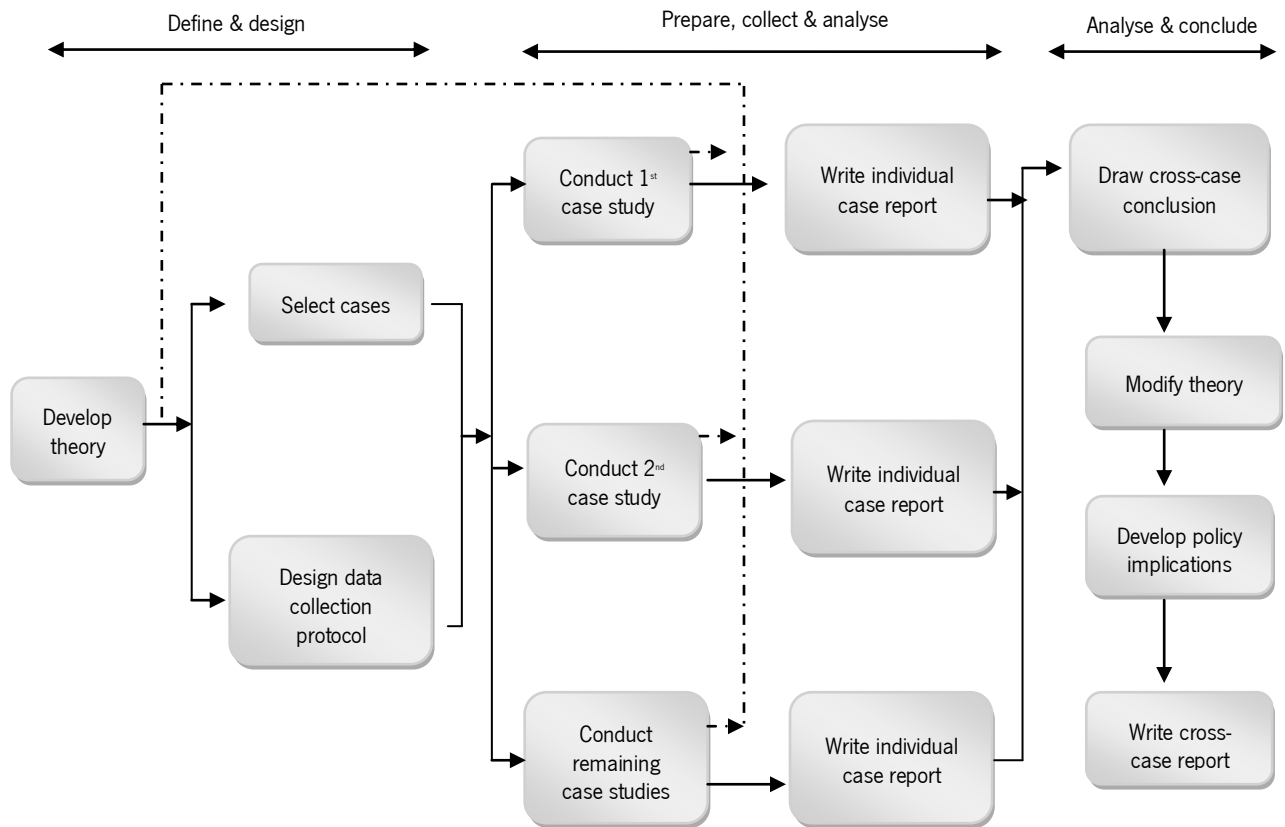 Define & design
Prepare, collect & analyse
Analyse & conclude
Develop
theory
Select cases
Design data
collection
protocol
Conduct 1st
case study
Conduct 2nd
case study
Conduct
remaining
case studies
Write individual
case report
Write individual
case report
Write individual
case report
Draw cross-case
conclusion
Modify theory
Develop policy
implications
Write cross-
case report